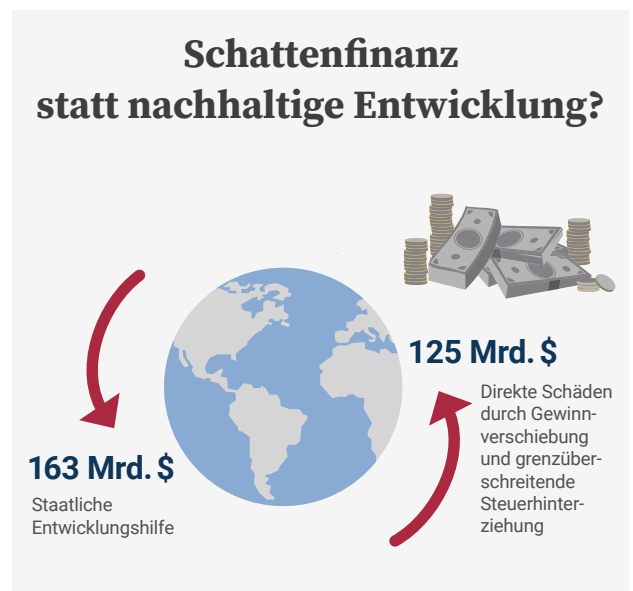 Schattenfinanz
statt nachhaltige Entwicklung?
125 Mrd. $
Direkte Schäden
durch Gewinn-
verschiebung
und grenzüber-
schreitende
Steuerhinter-
ziehung
163 Mrd. $
Staatliche
Entwicklungshilfe